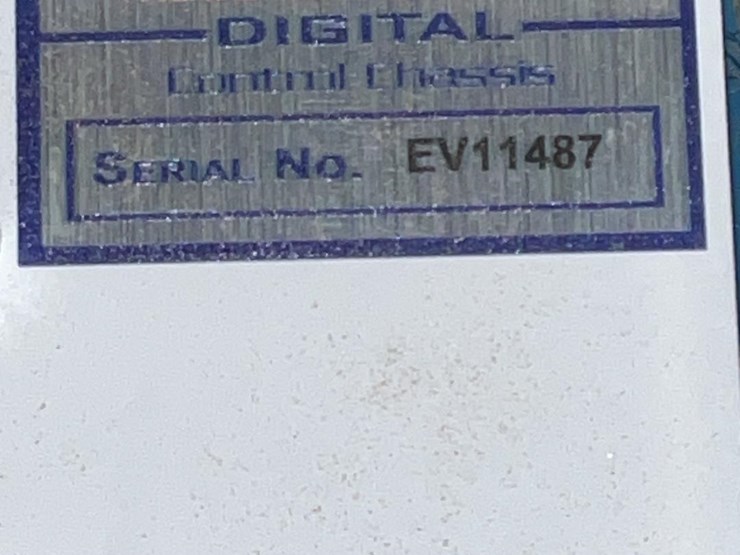 DIGITAL
Control Chassis
SERIAL NO. EV11487